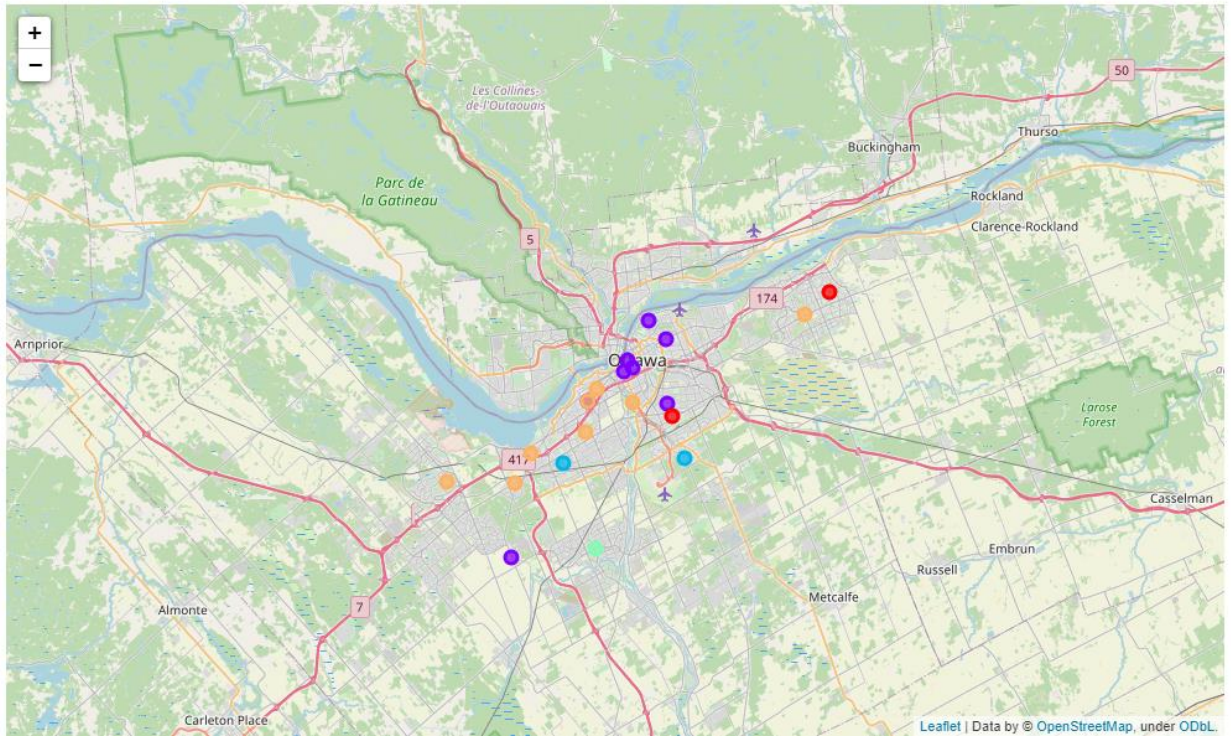 +
−
50
Les Collines-
de-l'Outaouais
Thurso
Buckingham
Parc de
la Gatineau
Rockland
Clarence-Rockland
5
174
Arnprior
Ottawa
Larose
Forest
417
Casselman
Embrun
Russell
Metcalfe
Almonte
7
Carleton Place
Leaflet | Data by © OpenStreetMap, under ODbL.